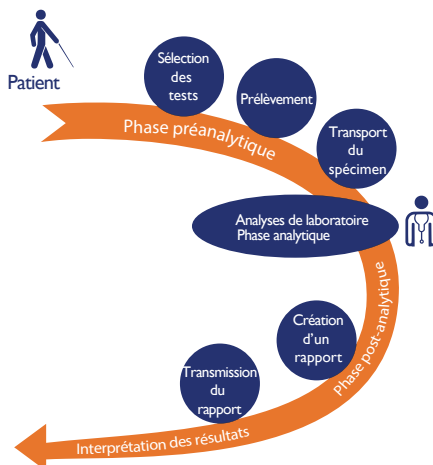 Patient
Sélection
des
tests
Prélèvement
Phase préanalytique
Transport
du
spécimen
Analyses de laboratoire
Phase analytique
Phase post-analytique
Création
d'un
rapport
Transmission
du
rapport
Interprétation des résultats